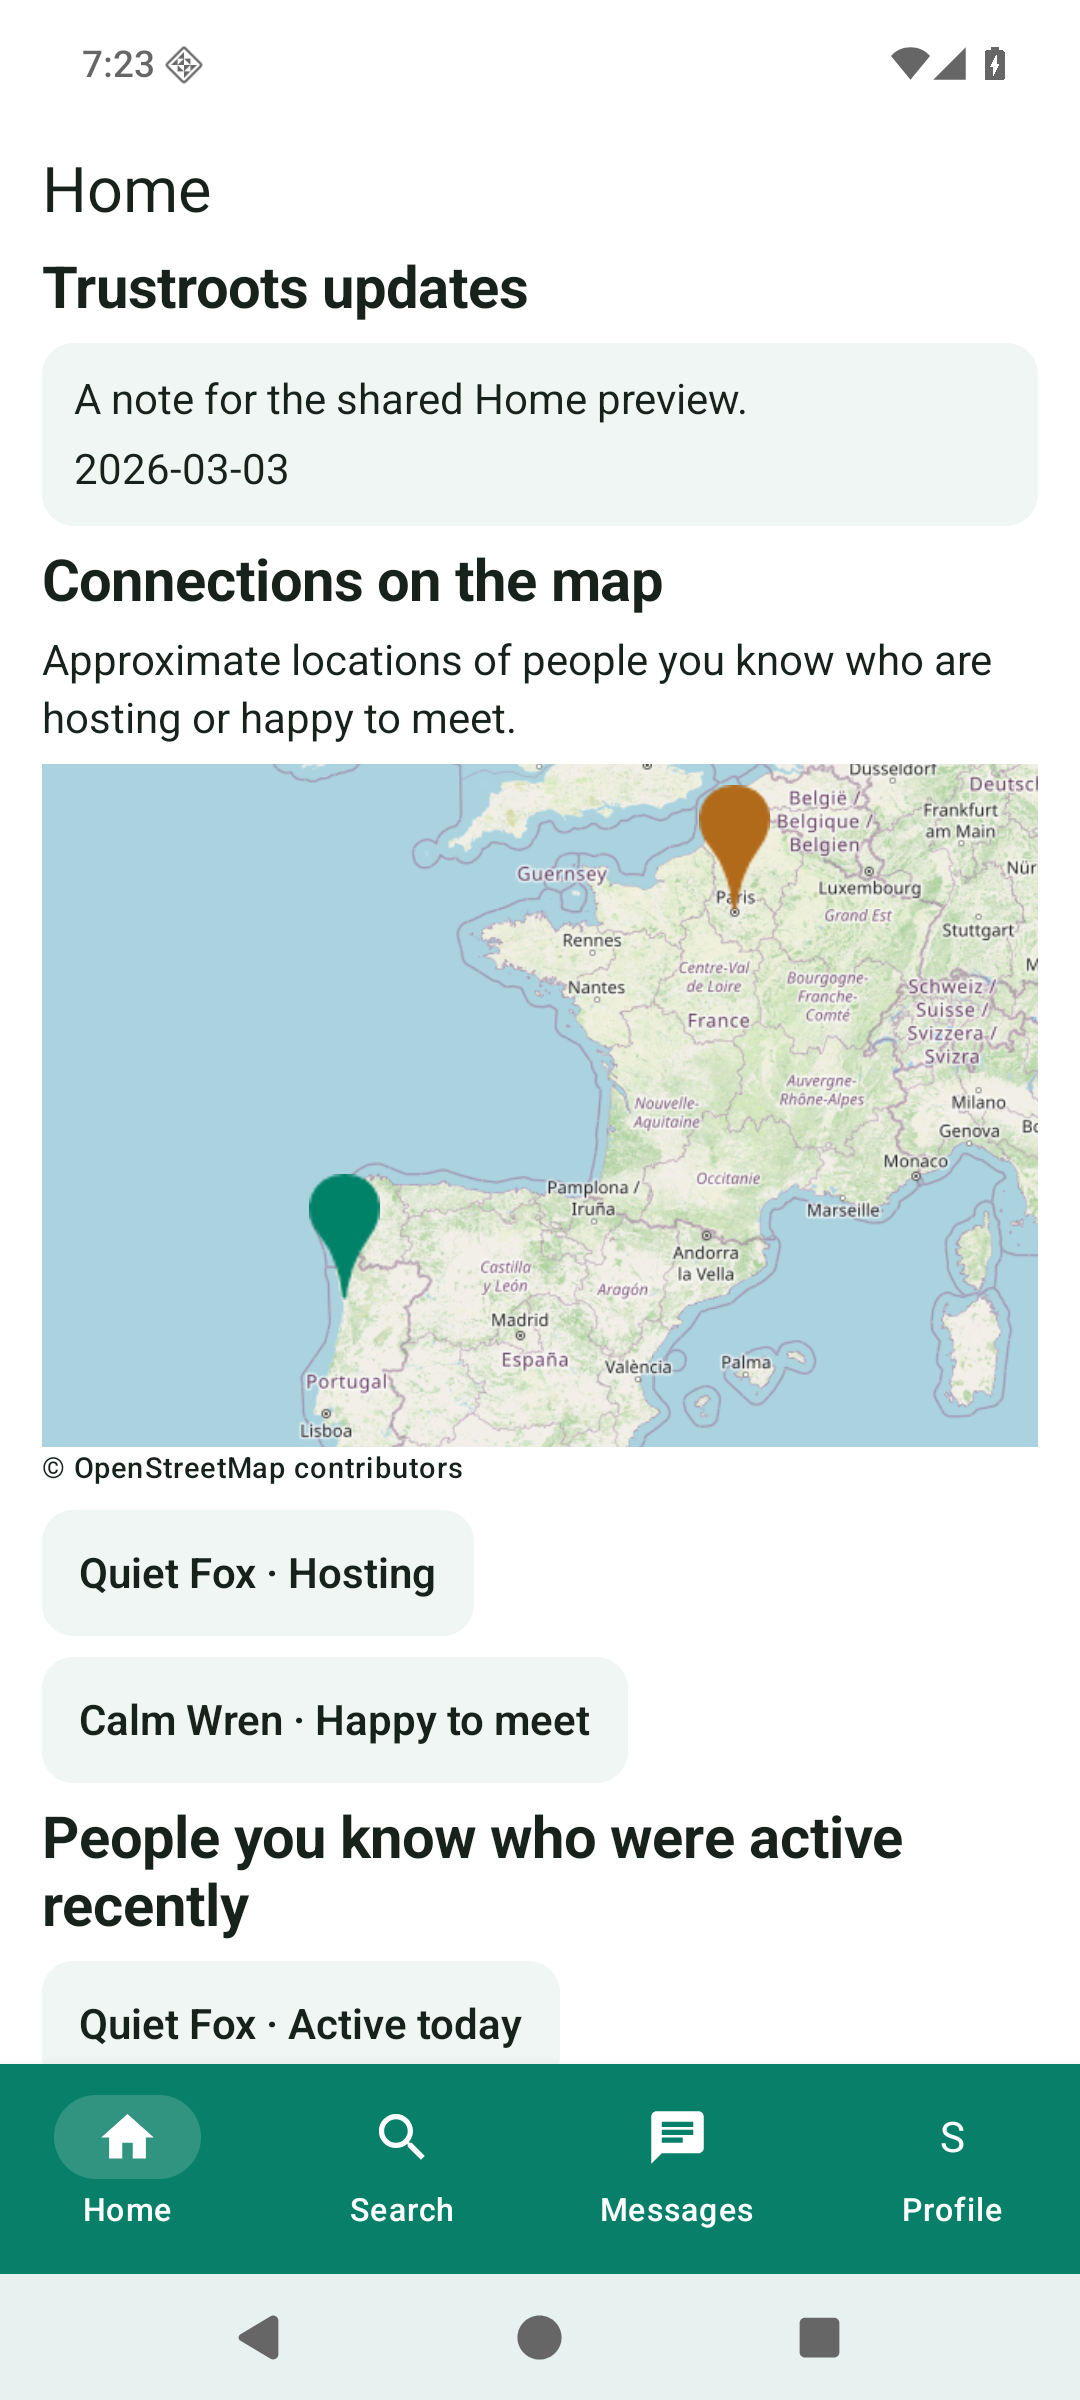 7:23
Home
Trustroots updates
A note for the shared Home preview.
2026-03-03
Connections on the map
Approximate locations of people you know who are
hosting or happy to meet.
Düsseldorf
Deutscl
België /
Belgique /
Belgien
Frankfurt
am Main
Guernsey
Nür
Luxembourg
Paris
Grand Est
Stuttgart
Rennes
Centre-Val
de Loire
Bourgogne-
Franche-
Comté
Nantes
Schweiz /
Suisse /
Svizzera /
Svizra
France
Auvergne-
Rhône-Alpes
Nouvelle-
Aquitaine
Milano
Genova
Monaco
Occitanie
Pamplona /
Iruña
Marseille
Andorra
la Vella
Castilla
y León
Aragón
Madrid
España
València
Palma
Portugal
Lisboa
© OpenStreetMap contributors
Quiet Fox · Hosting
Calm Wren · Happy to meet
People you know who were active
recently
Quiet Fox · Active today
S
Home
Search
Messages
Profile